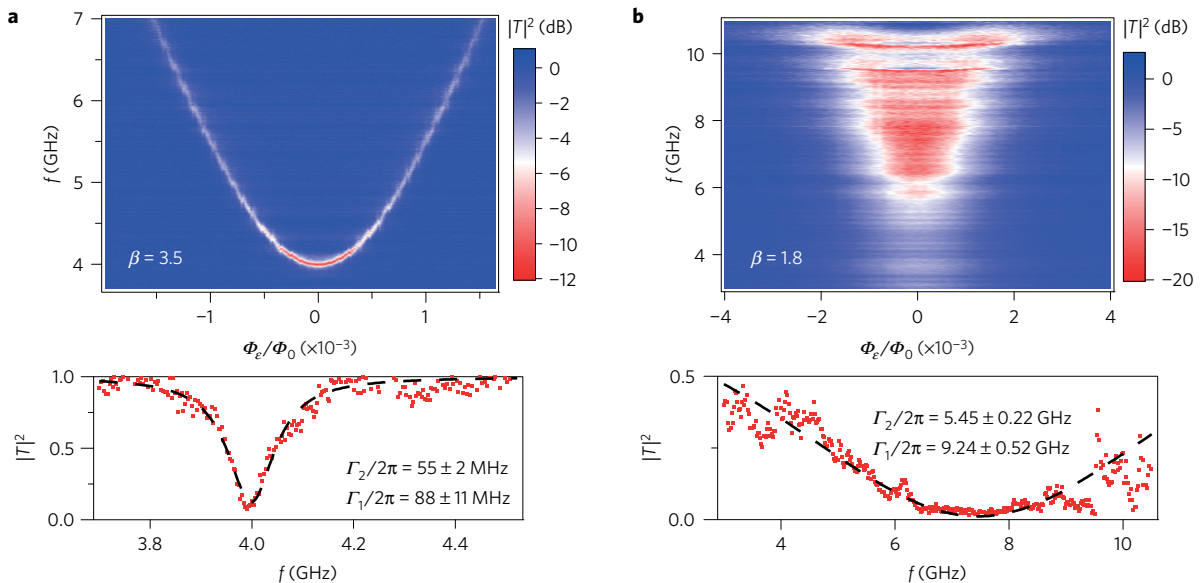 a
|T|² (dB)
7
6
5
4
f (GHz)
β = 3.5
0
−2
−4
−6
−8
−10
−12
−1 0 1
Φε/Φ0 (×10−3)
1.0
0.5
0.0
|T|²
Γ2/2π = 55 ± 2 MHz
Γ1/2π = 88 ± 11 MHz
3.8 4.0 4.2 4.4
f (GHz)
b
|T|² (dB)
10
8
6
4
f (GHz)
β = 1.8
0
−5
−10
−15
−20
−4 −2 0 2 4
Φε/Φ0 (×10−3)
0.5
0.0
|T|²
Γ2/2π = 5.45 ± 0.22 GHz
Γ1/2π = 9.24 ± 0.52 GHz
4 6 8 10
f (GHz)